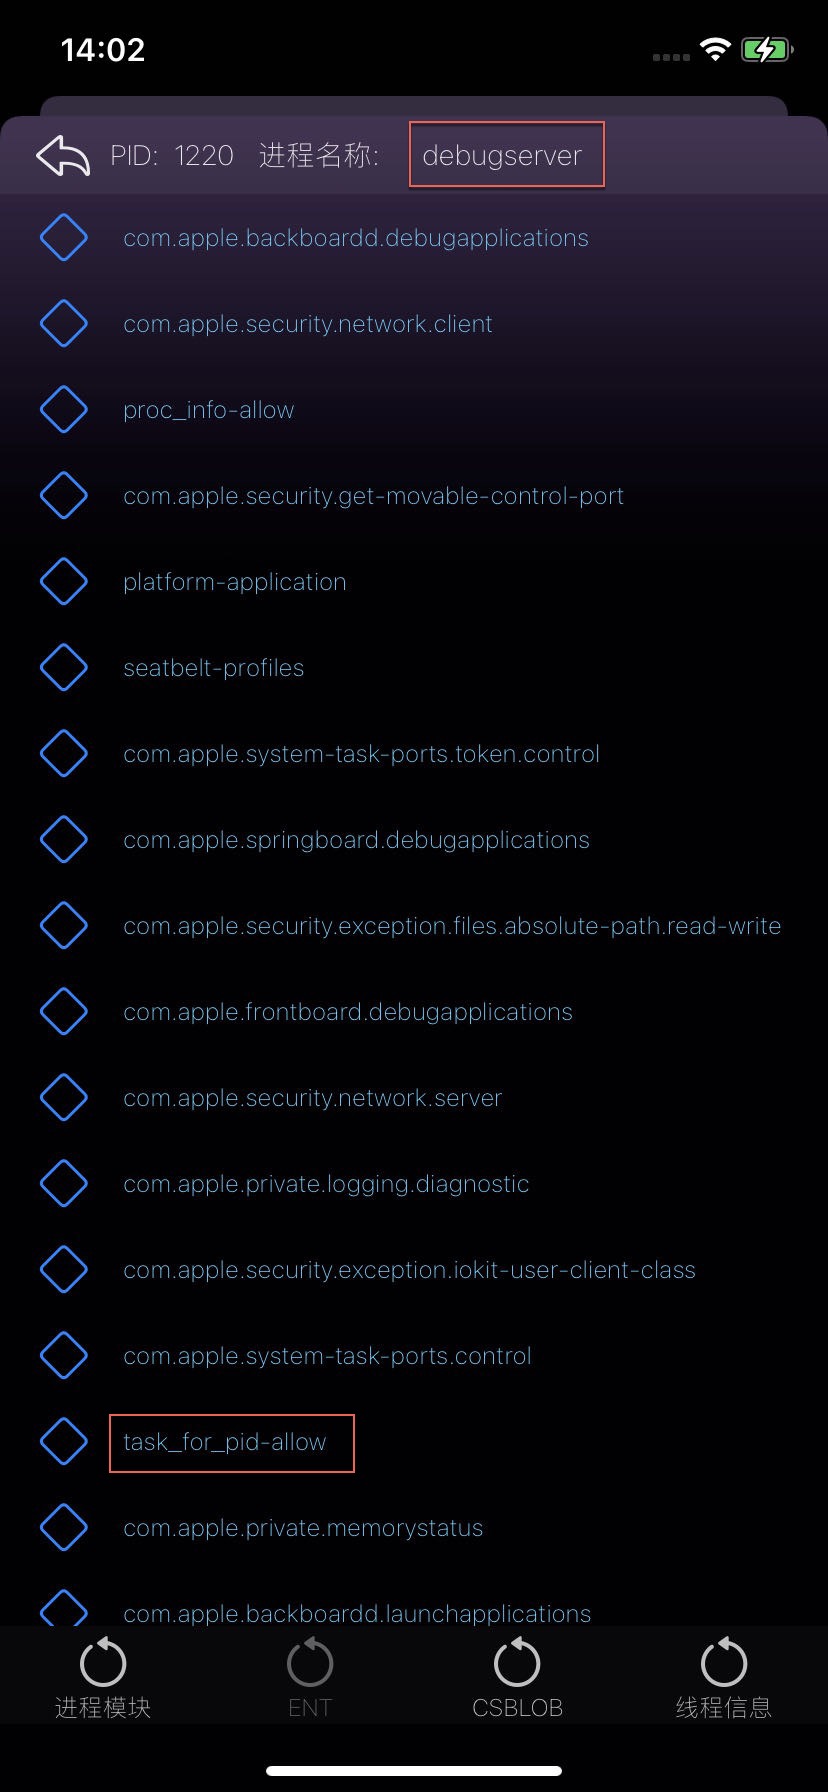 14:02
PID: 1220 进程名称: debugserver
com.apple.backboardd.debugapplications
com.apple.security.network.client
proc_info-allow
com.apple.security.get-movable-control-port
platform-application
seatbelt-profiles
com.apple.system-task-ports.token.control
com.apple.springboard.debugapplications
com.apple.security.exception.files.absolute-path.read-write
com.apple.frontboard.debugapplications
com.apple.security.network.server
com.apple.private.logging.diagnostic
com.apple.security.exception.iokit-user-client-class
com.apple.system-task-ports.control
task_for_pid-allow
com.apple.private.memorystatus
com.apple.backboardd.launchapplications
进程模块 ENT CSBLOB 线程信息